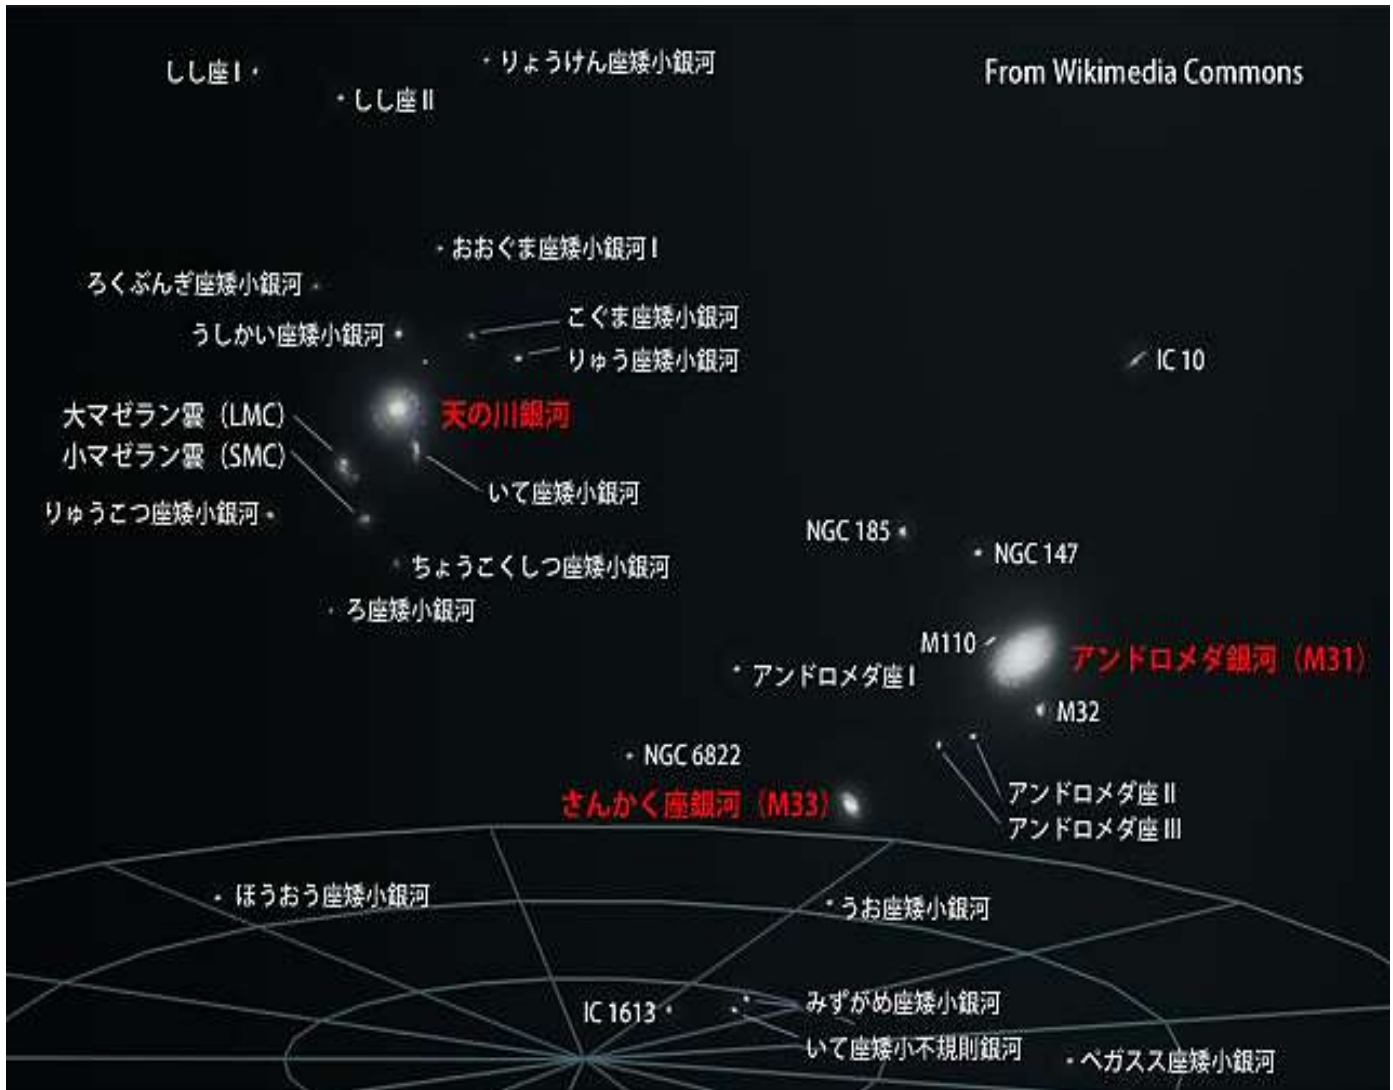 しし座 I
りょうけん座矮小銀河
From Wikimedia Commons
しし座 II
おおぐま座矮小銀河 I
ろくぶんぎ座矮小銀河
こぐま座矮小銀河
うしかい座矮小銀河
りゅう座矮小銀河
IC 10
大マゼラン雲（LMC）
天の川銀河
小マゼラン雲（SMC）
いて座矮小銀河
りゅうこつ座矮小銀河
NGC 185
NGC 147
ちょうこくしつ座矮小銀河
ろ座矮小銀河
M110
アンドロメダ銀河（M31）
アンドロメダ座 I
M32
NGC 6822
アンドロメダ座 II
さんかく座銀河（M33）
アンドロメダ座 III
ほうおう座矮小銀河
うお座矮小銀河
IC 1613
みずがめ座矮小銀河
いて座矮小不規則銀河
ペガスス座矮小銀河